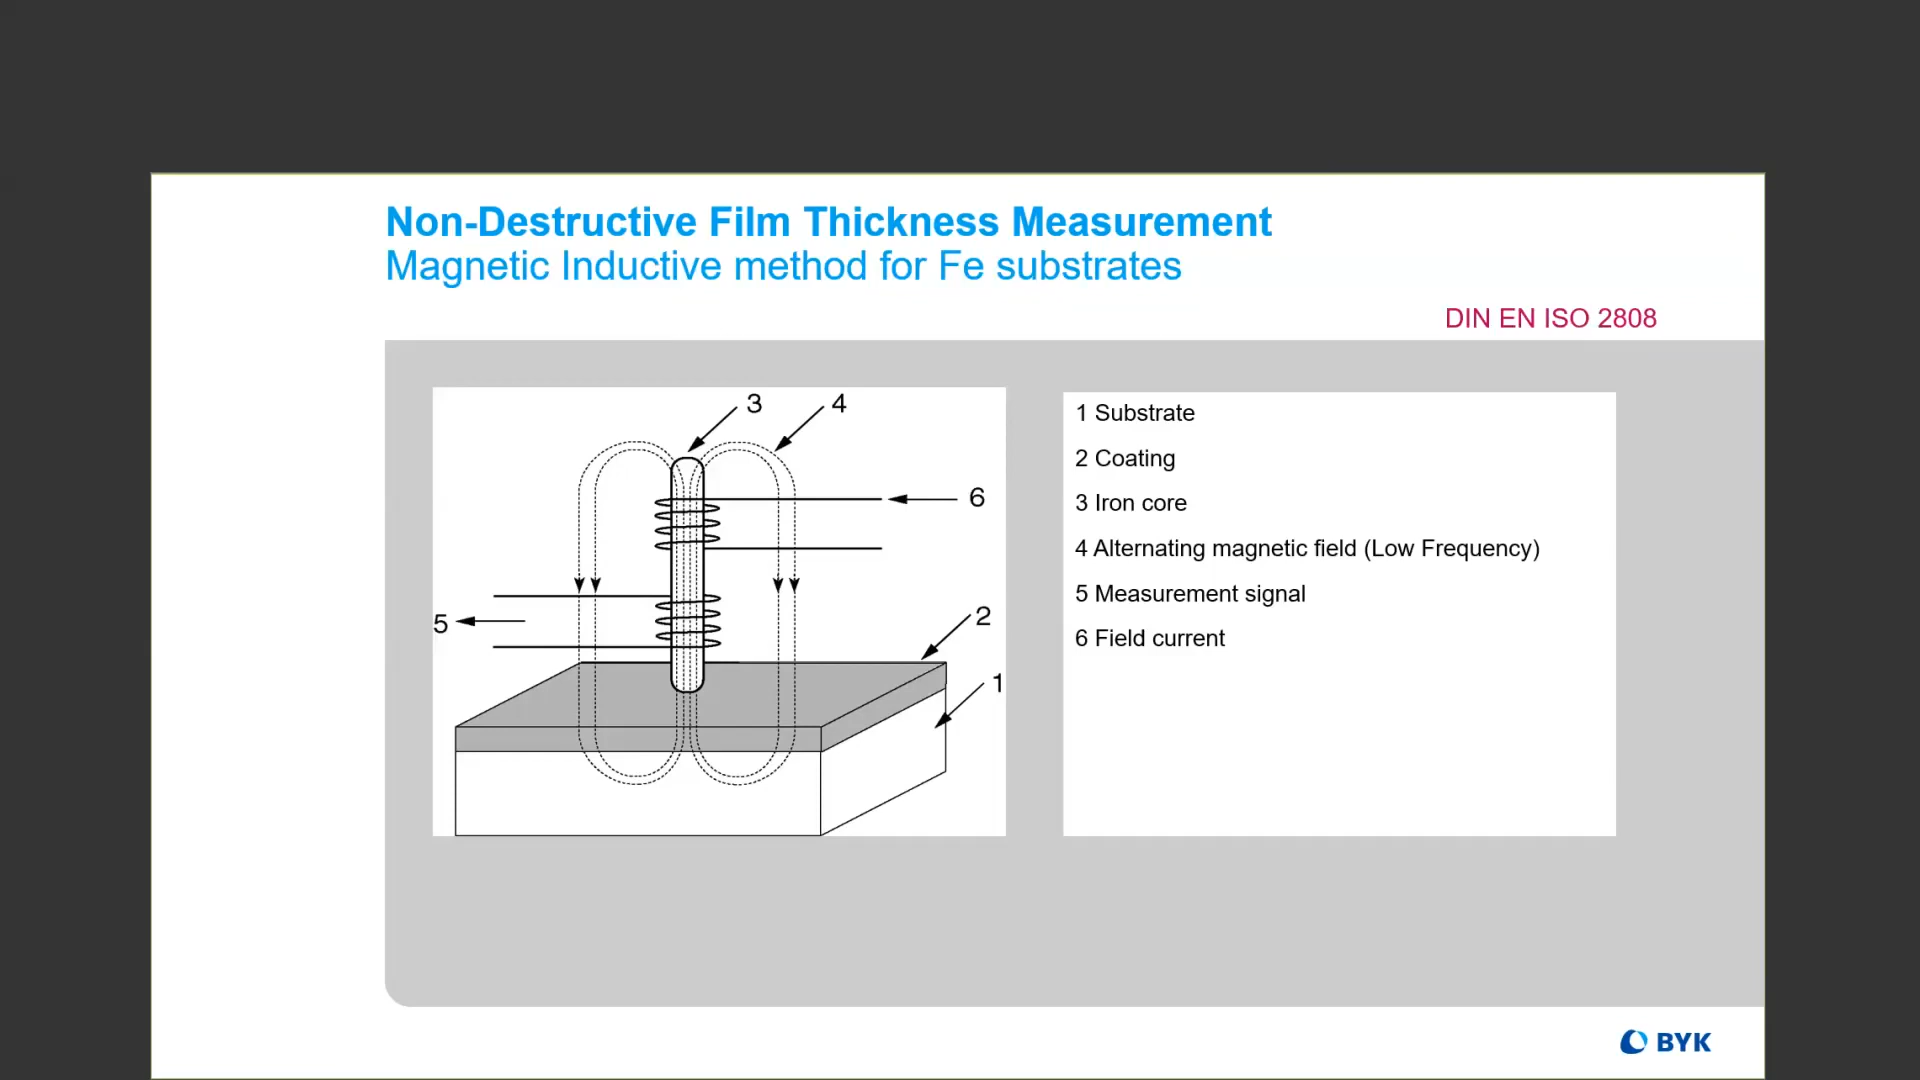 Non-Destructive Film Thickness Measurement
Magnetic Inductive method for Fe substrates
DIN EN ISO 2808
3
4
6
5
2
1
1 Substrate
2 Coating
3 Iron core
4 Alternating magnetic field (Low Frequency)
5 Measurement signal
6 Field current
BYK